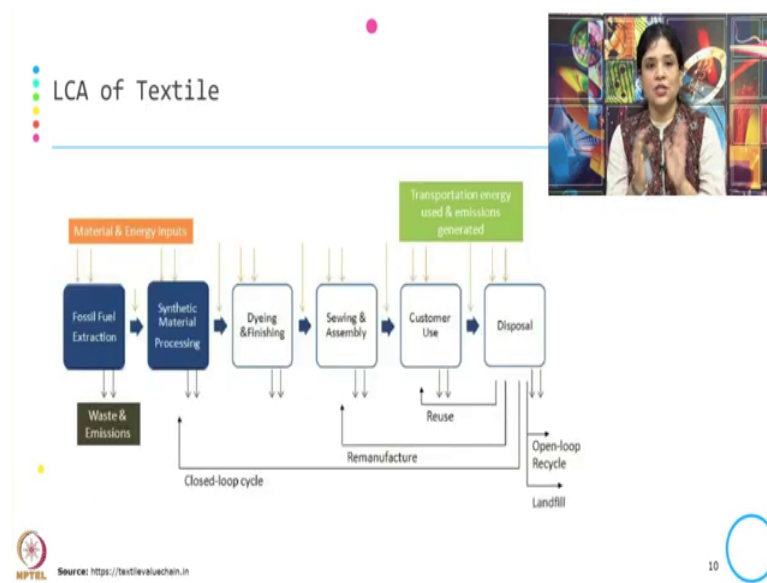 LCA of Textile
Transportation energy
used & emissions
generated
Material & Energy Inputs
Fossil Fuel
Extraction
Synthetic
Material
Processing
Dyeing
&Finishing
Sewing &
Assembly
Customer
Use
Disposal
Waste &
Emissions
Reuse
Remanufacture
Closed-loop cycle
Open-loop
Recycle
Landfill
NPTEL
Source: https://textilevaluechain.in
10